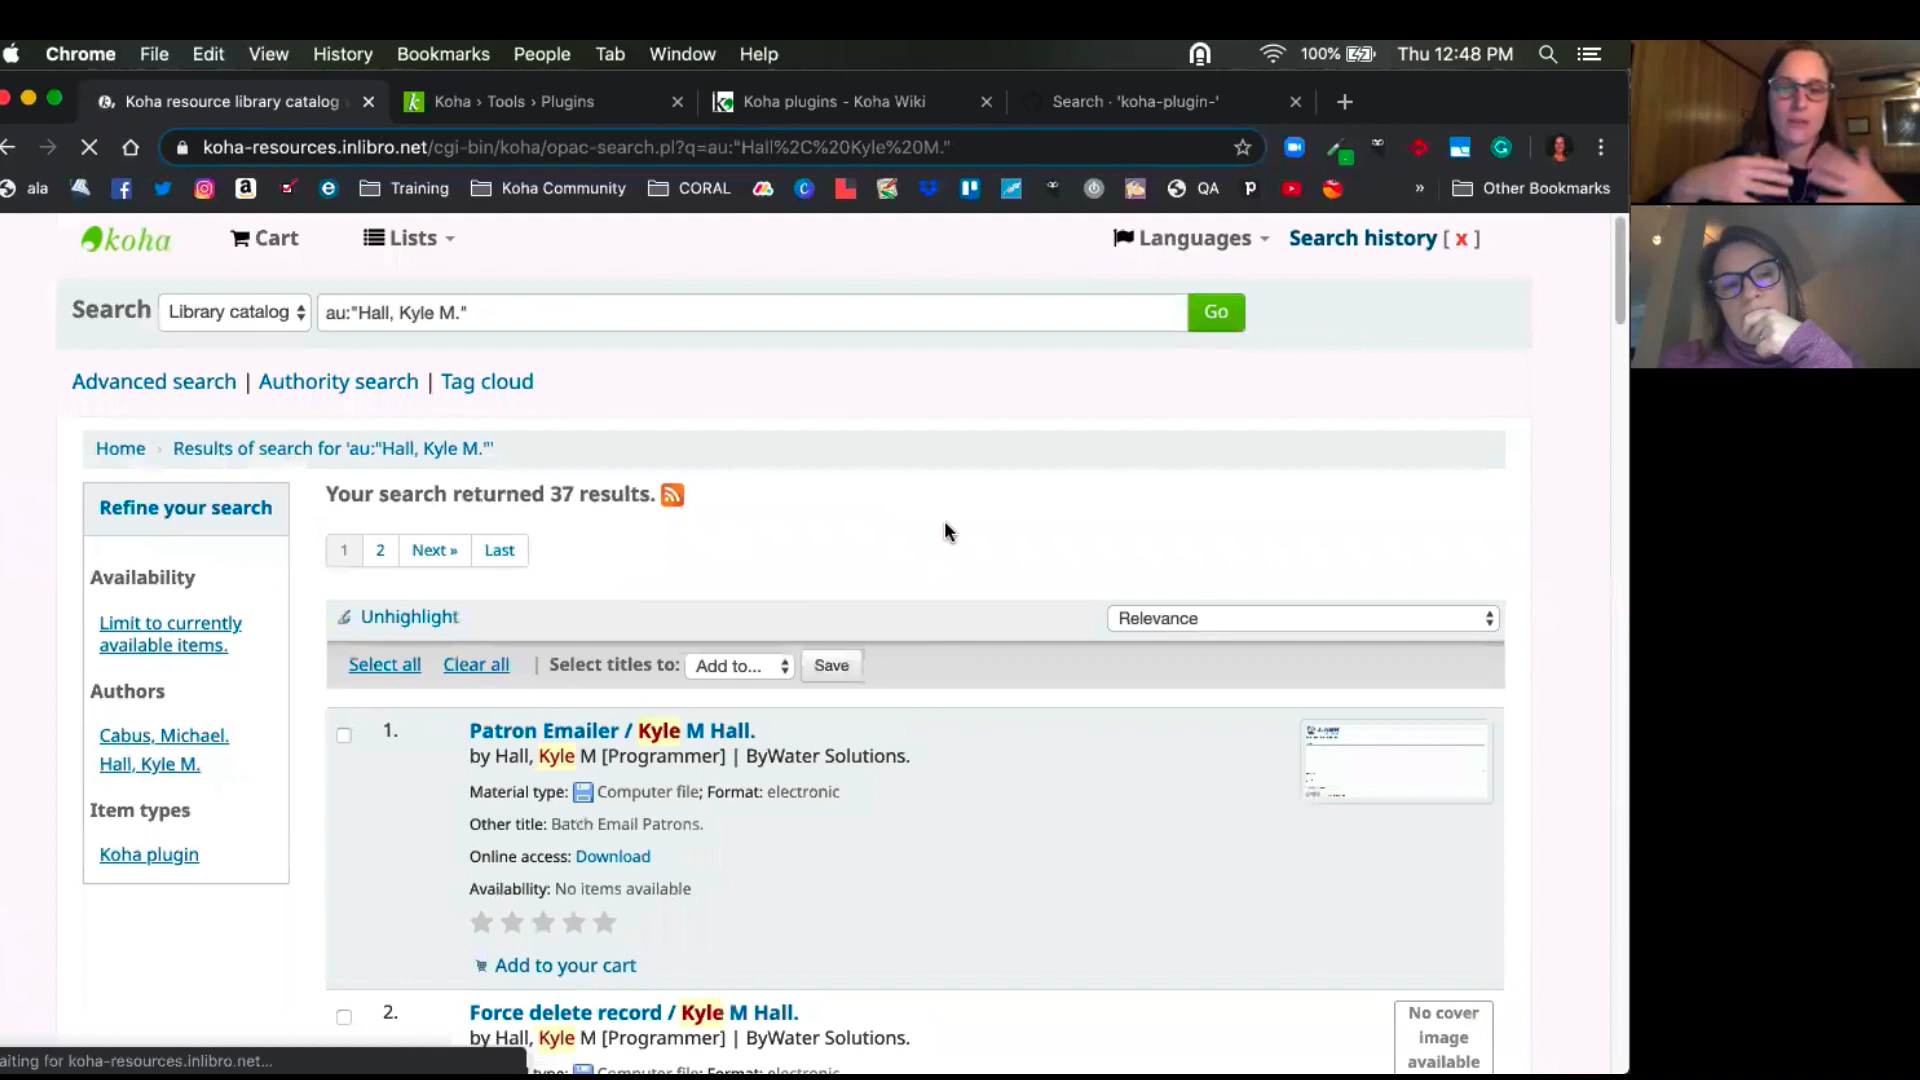 Chrome File Edit View History Bookmarks People Tab Window Help 100% Thu 12:48 PM
Koha resource library catalog Koha › Tools › Plugins Koha plugins - Koha Wiki Search · 'koha-plugin-'
koha-resources.inlibro.net/cgi-bin/koha/opac-search.pl?q=au:"Hall%2C%20Kyle%20M."
ala Training Koha Community CORAL QA » Other Bookmarks
koha Cart Lists Languages Search history [ x ]
Search Library catalog au:"Hall, Kyle M." Go
Advanced search | Authority search | Tag cloud
Home › Results of search for 'au:"Hall, Kyle M."'
Refine your search
Availability
Limit to currently
available items.
Authors
Cabus, Michael.
Hall, Kyle M.
Item types
Koha plugin
Your search returned 37 results.
1 2 Next » Last
Unhighlight Relevance
Select all Clear all | Select titles to: Add to... Save
1. Patron Emailer / Kyle M Hall.
by Hall, Kyle M [Programmer] | ByWater Solutions.
Material type: Computer file; Format: electronic
Other title: Batch Email Patrons.
Online access: Download
Availability: No items available
Add to your cart
2. Force delete record / Kyle M Hall.
by Hall, Kyle M [Programmer] | ByWater Solutions.
type: Computer file; Format: electronic
No cover
image
available
aiting for koha-resources.inlibro.net...